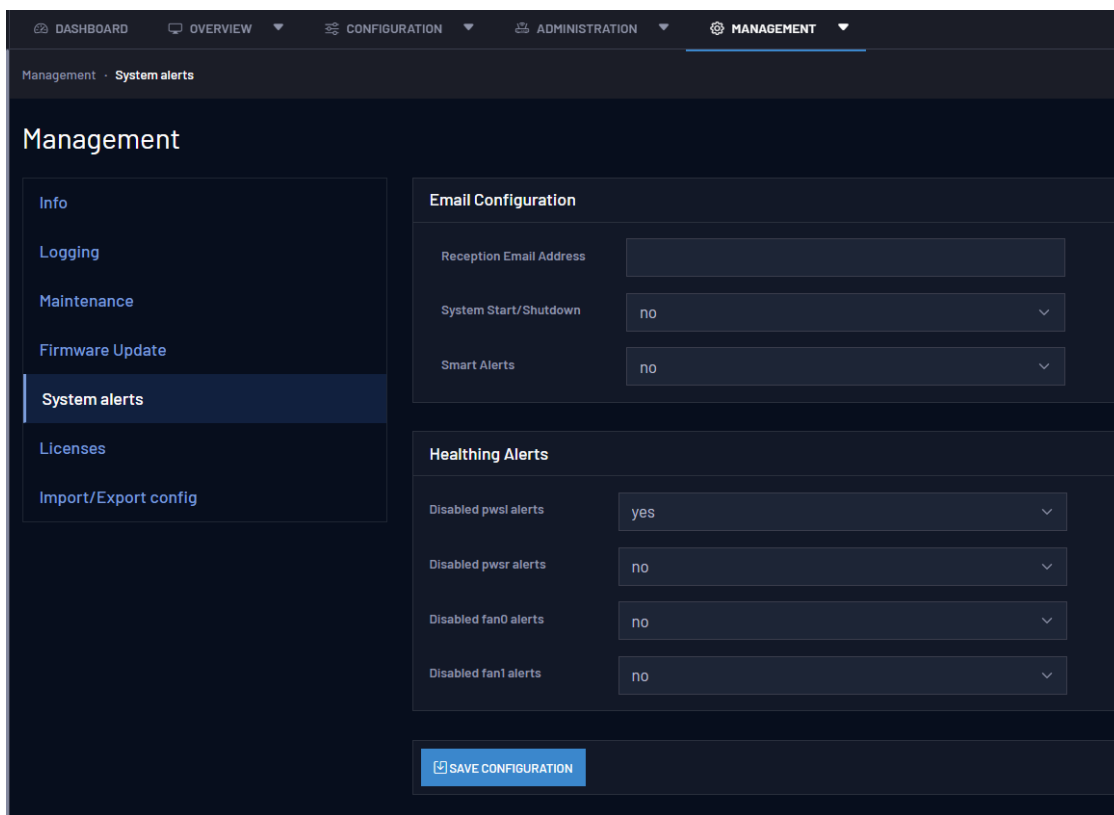 DASHBOARD OVERVIEW CONFIGURATION ADMINISTRATION MANAGEMENT
Management · System alerts
Management
Info
Logging
Maintenance
Firmware Update
System alerts
Licenses
Import/Export config
Email Configuration
Reception Email Address
System Start/Shutdown no
Smart Alerts no
Healthing Alerts
Disabled pwsl alerts yes
Disabled pwsr alerts no
Disabled fan0 alerts no
Disabled fan1 alerts no
SAVE CONFIGURATION